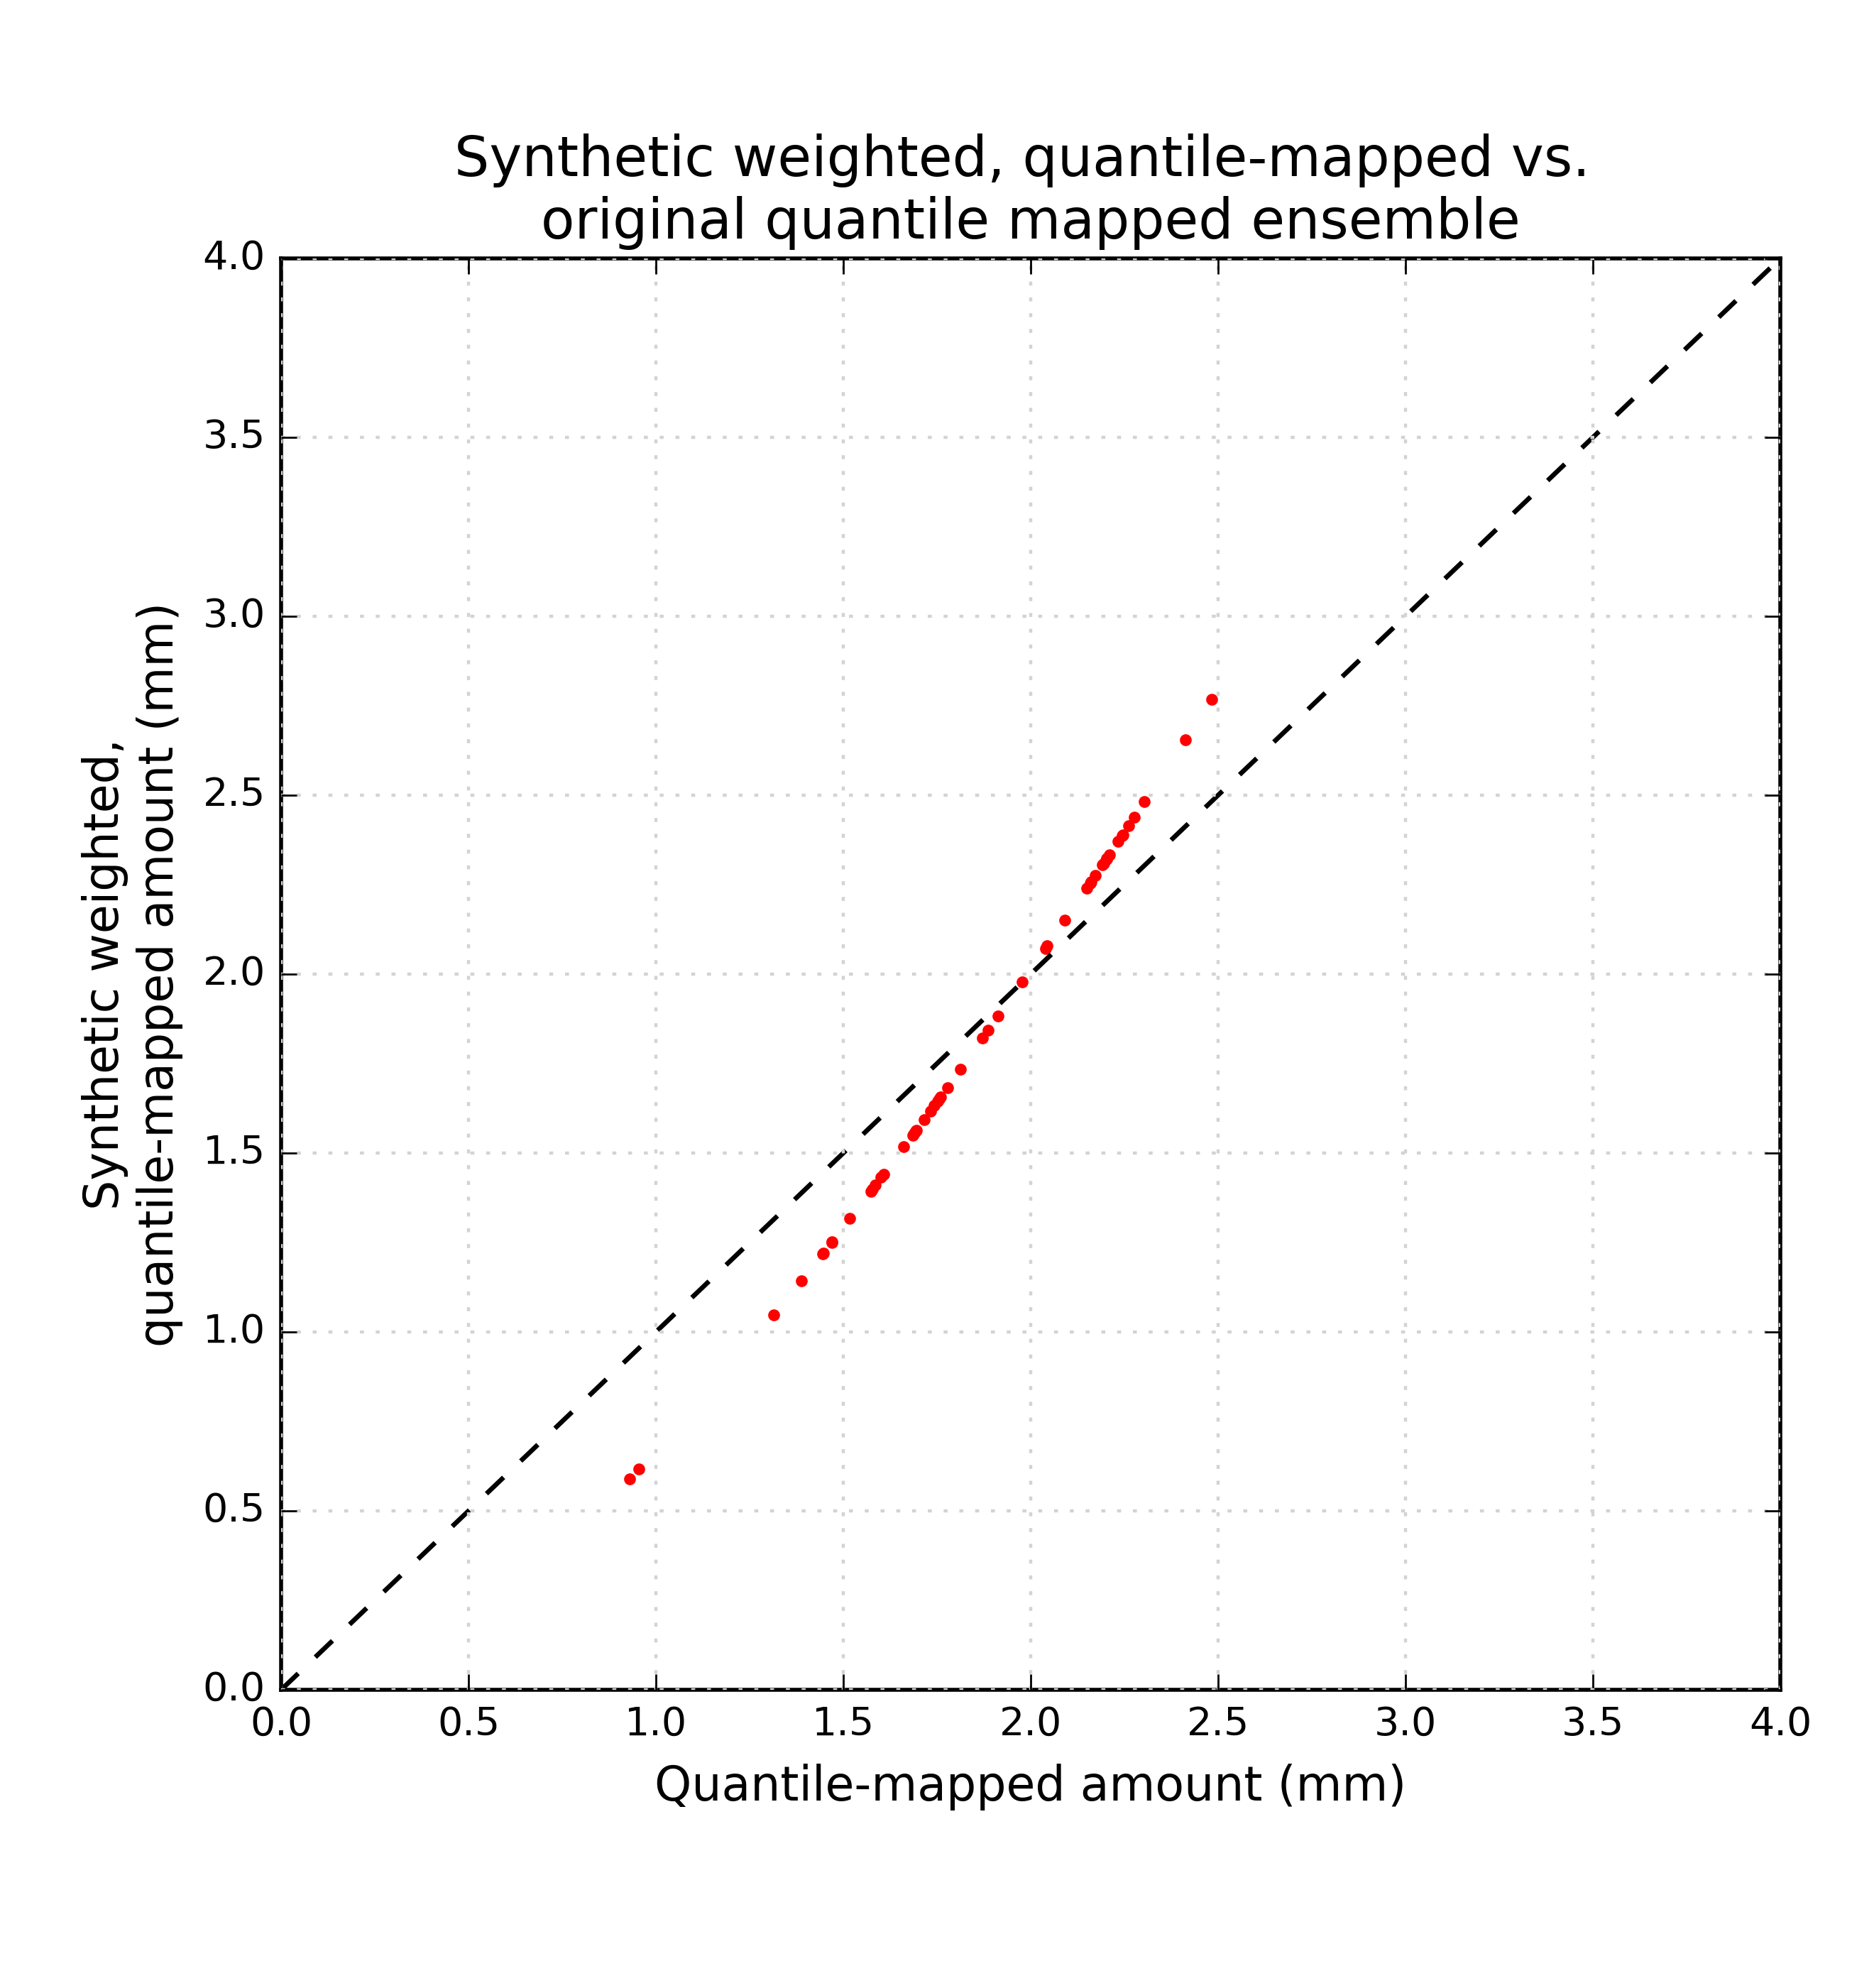 Synthetic weighted, quantile-mapped vs.
original quantile mapped ensemble
Synthetic weighted,
quantile-mapped amount (mm)
4.0
3.5
3.0
2.5
2.0
1.5
1.0
0.5
0.0
0.0 0.5 1.0 1.5 2.0 2.5 3.0 3.5 4.0
Quantile-mapped amount (mm)